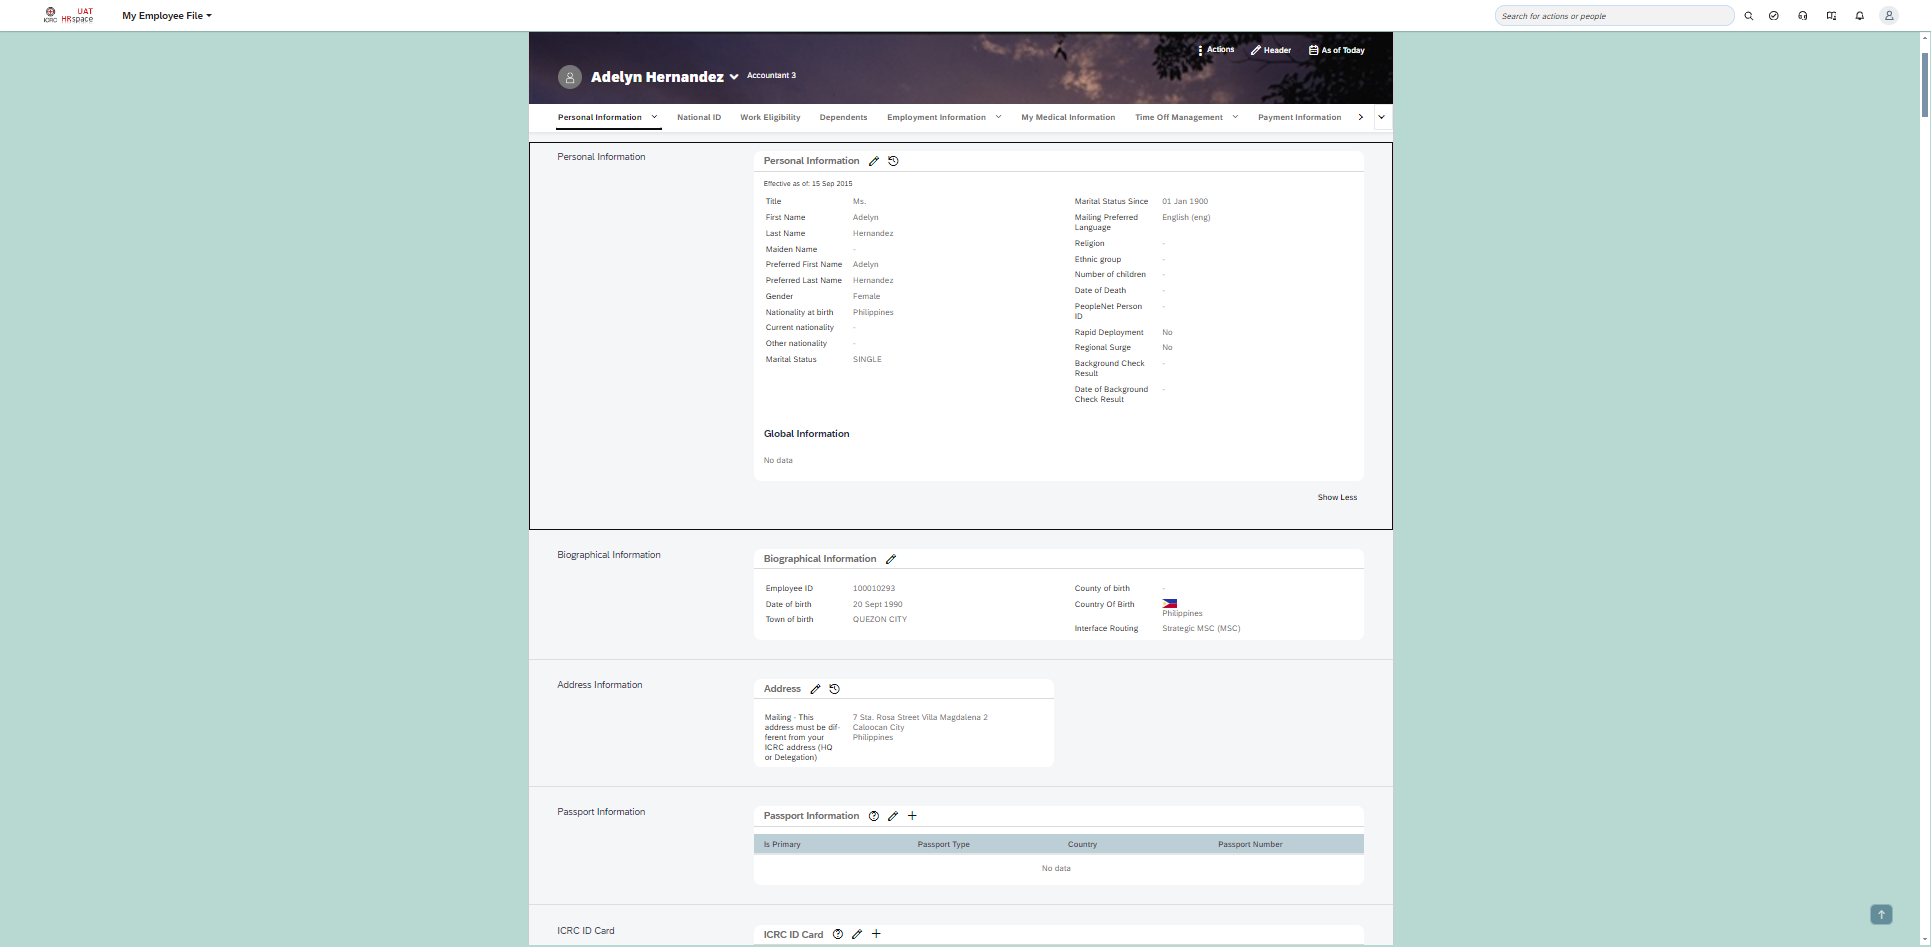 ICRC UAT HRspace
My Employee File
Search for actions or people
Actions
Header
As of Today
Adelyn Hernandez
Accountant 3
Personal Information
National ID
Work Eligibility
Dependents
Employment Information
My Medical Information
Time Off Management
Payment Information
Personal Information
Personal Information
Effective as of: 15 Sep 2015
Title Ms.
First Name Adelyn
Last Name Hernandez
Maiden Name -
Preferred First Name Adelyn
Preferred Last Name Hernandez
Gender Female
Nationality at birth Philippines
Current nationality -
Other nationality -
Marital Status SINGLE
Marital Status Since 01 Jan 1900
Mailing Preferred English (eng)
Language
Religion -
Ethnic group -
Number of children -
Date of Death -
PeopleNet Person -
ID
Rapid Deployment No
Regional Surge No
Background Check -
Result
Date of Background -
Check Result
Global Information
No data
Show Less
Biographical Information
Biographical Information
Employee ID 100010293
Date of birth 20 Sept 1990
Town of birth QUEZON CITY
County of birth -
Country Of Birth
Philippines
Interface Routing Strategic MSC (MSC)
Address Information
Address
Mailing - This 7 Sta. Rosa Street Villa Magdalena 2
address must be dif- Caloocan City
ferent from your Philippines
ICRC address (HQ
or Delegation)
Passport Information
Passport Information
Is Primary Passport Type Country Passport Number
No data
ICRC ID Card
ICRC ID Card